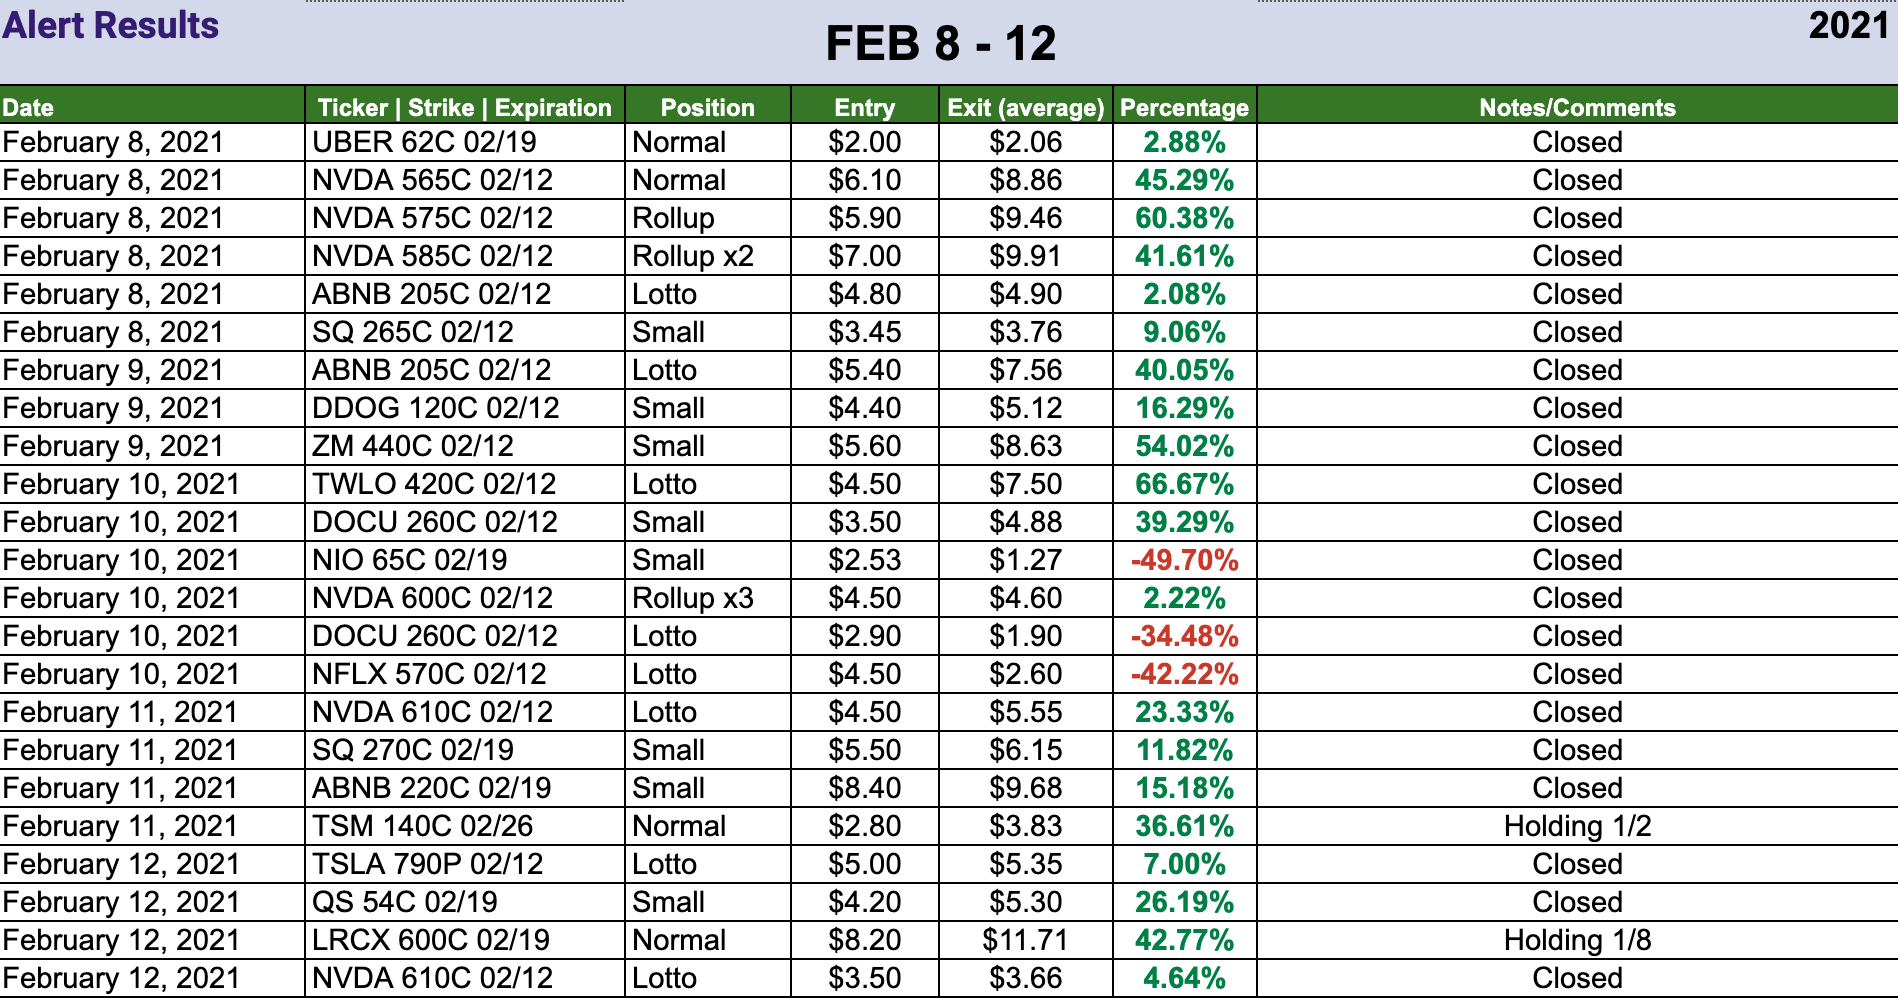 Alert Results
FEB 8 - 12
2021
Date Ticker | Strike | Expiration Position Entry Exit (average) Percentage Notes/Comments
February 8, 2021 UBER 62C 02/19 Normal $2.00 $2.06 2.88% Closed
February 8, 2021 NVDA 565C 02/12 Normal $6.10 $8.86 45.29% Closed
February 8, 2021 NVDA 575C 02/12 Rollup $5.90 $9.46 60.38% Closed
February 8, 2021 NVDA 585C 02/12 Rollup x2 $7.00 $9.91 41.61% Closed
February 8, 2021 ABNB 205C 02/12 Lotto $4.80 $4.90 2.08% Closed
February 8, 2021 SQ 265C 02/12 Small $3.45 $3.76 9.06% Closed
February 9, 2021 ABNB 205C 02/12 Lotto $5.40 $7.56 40.05% Closed
February 9, 2021 DDOG 120C 02/12 Small $4.40 $5.12 16.29% Closed
February 9, 2021 ZM 440C 02/12 Small $5.60 $8.63 54.02% Closed
February 10, 2021 TWLO 420C 02/12 Lotto $4.50 $7.50 66.67% Closed
February 10, 2021 DOCU 260C 02/12 Small $3.50 $4.88 39.29% Closed
February 10, 2021 NIO 65C 02/19 Small $2.53 $1.27 -49.70% Closed
February 10, 2021 NVDA 600C 02/12 Rollup x3 $4.50 $4.60 2.22% Closed
February 10, 2021 DOCU 260C 02/12 Lotto $2.90 $1.90 -34.48% Closed
February 10, 2021 NFLX 570C 02/12 Lotto $4.50 $2.60 -42.22% Closed
February 11, 2021 NVDA 610C 02/12 Lotto $4.50 $5.55 23.33% Closed
February 11, 2021 SQ 270C 02/19 Small $5.50 $6.15 11.82% Closed
February 11, 2021 ABNB 220C 02/19 Small $8.40 $9.68 15.18% Closed
February 11, 2021 TSM 140C 02/26 Normal $2.80 $3.83 36.61% Holding 1/2
February 12, 2021 TSLA 790P 02/12 Lotto $5.00 $5.35 7.00% Closed
February 12, 2021 QS 54C 02/19 Small $4.20 $5.30 26.19% Closed
February 12, 2021 LRCX 600C 02/19 Normal $8.20 $11.71 42.77% Holding 1/8
February 12, 2021 NVDA 610C 02/12 Lotto $3.50 $3.66 4.64% Closed